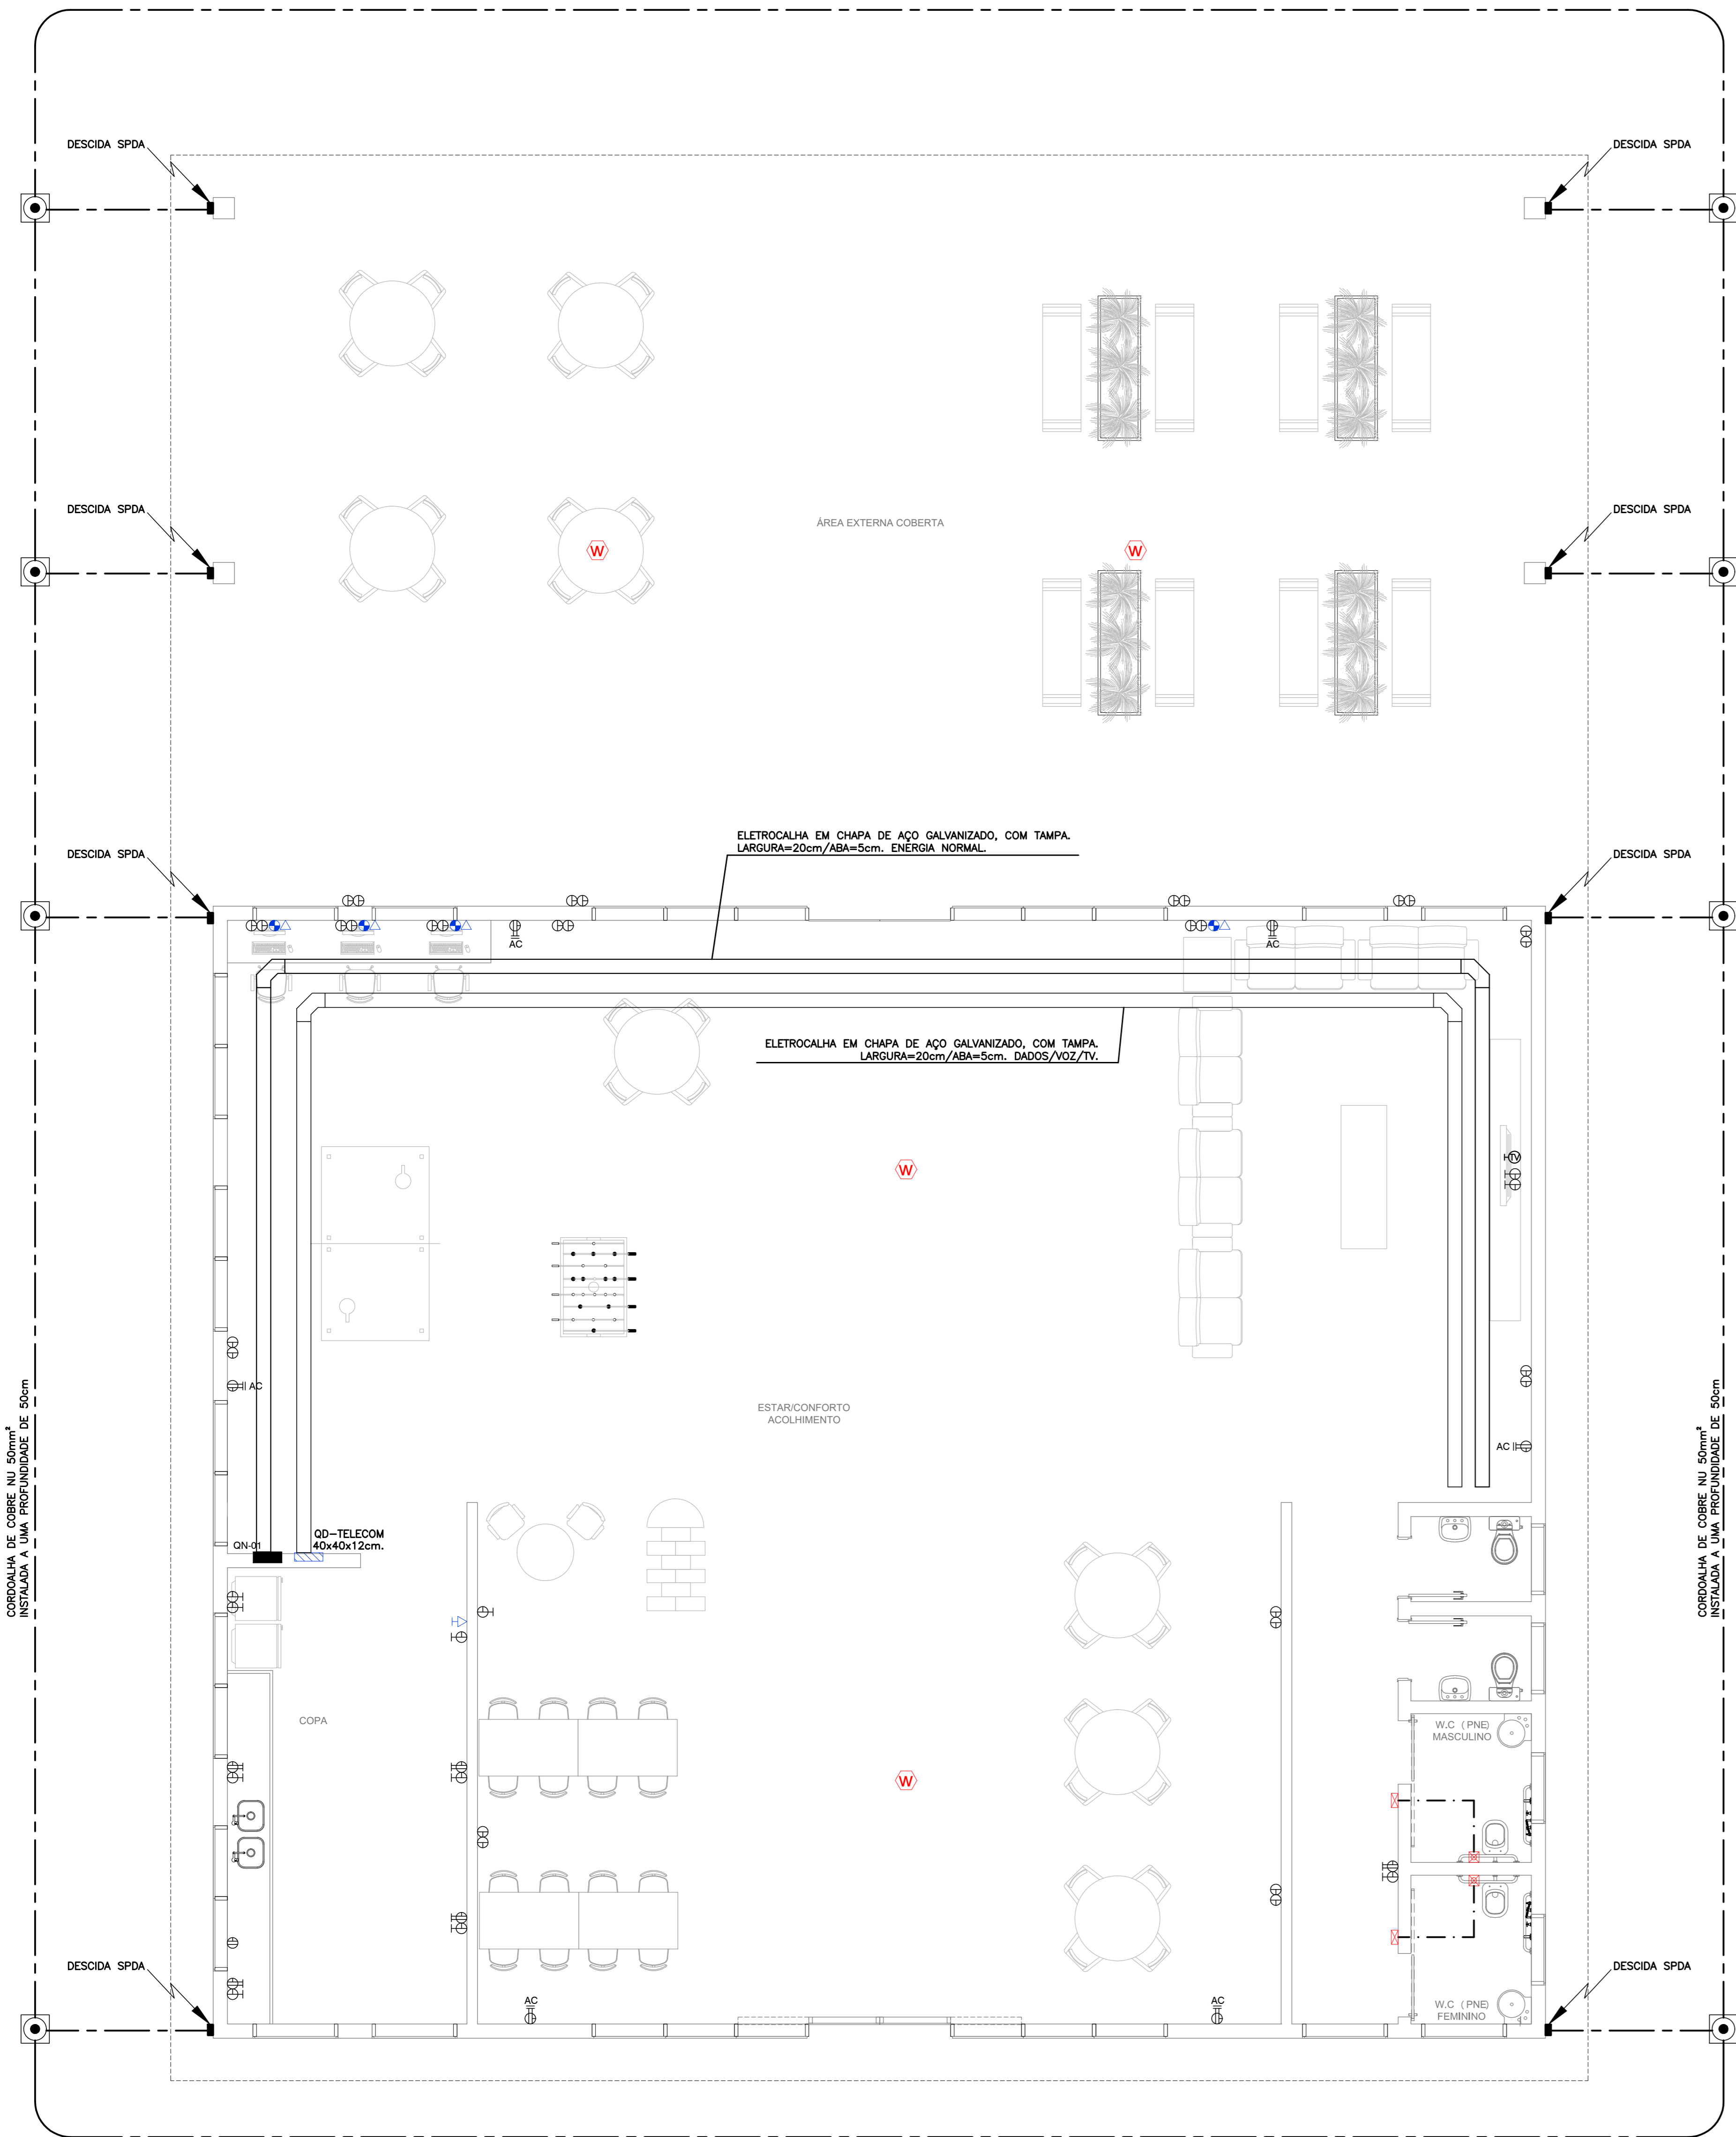 DESCIDA SPDA
DESCIDA SPDA
DESCIDA SPDA
DESCIDA SPDA
ÁREA EXTERNA COBERTA
W
W
DESCIDA SPDA
DESCIDA SPDA
ELETROCALHA EM CHAPA DE AÇO GALVANIZADO, COM TAMPA.
LARGURA=20cm/ABA=5cm. ENERGIA NORMAL.
AC
AC
ELETROCALHA EM CHAPA DE AÇO GALVANIZADO, COM TAMPA.
LARGURA=20cm/ABA=5cm. DADOS/VOZ/TV.
W
TV
AC
ESTAR/CONFORTO
ACOLHIMENTO
AC
CORDOALHA DE COBRE NU 50mm²
INSTALADA A UMA PROFUNDIDADE DE 50cm
CORDOALHA DE COBRE NU 50mm²
INSTALADA A UMA PROFUNDIDADE DE 50cm
QN-01
QD-TELECOM
40x40x12cm.
COPA
W.C (PNE)
MASCULINO
W
DESCIDA SPDA
DESCIDA SPDA
AC
AC
W.C (PNE)
FEMININO